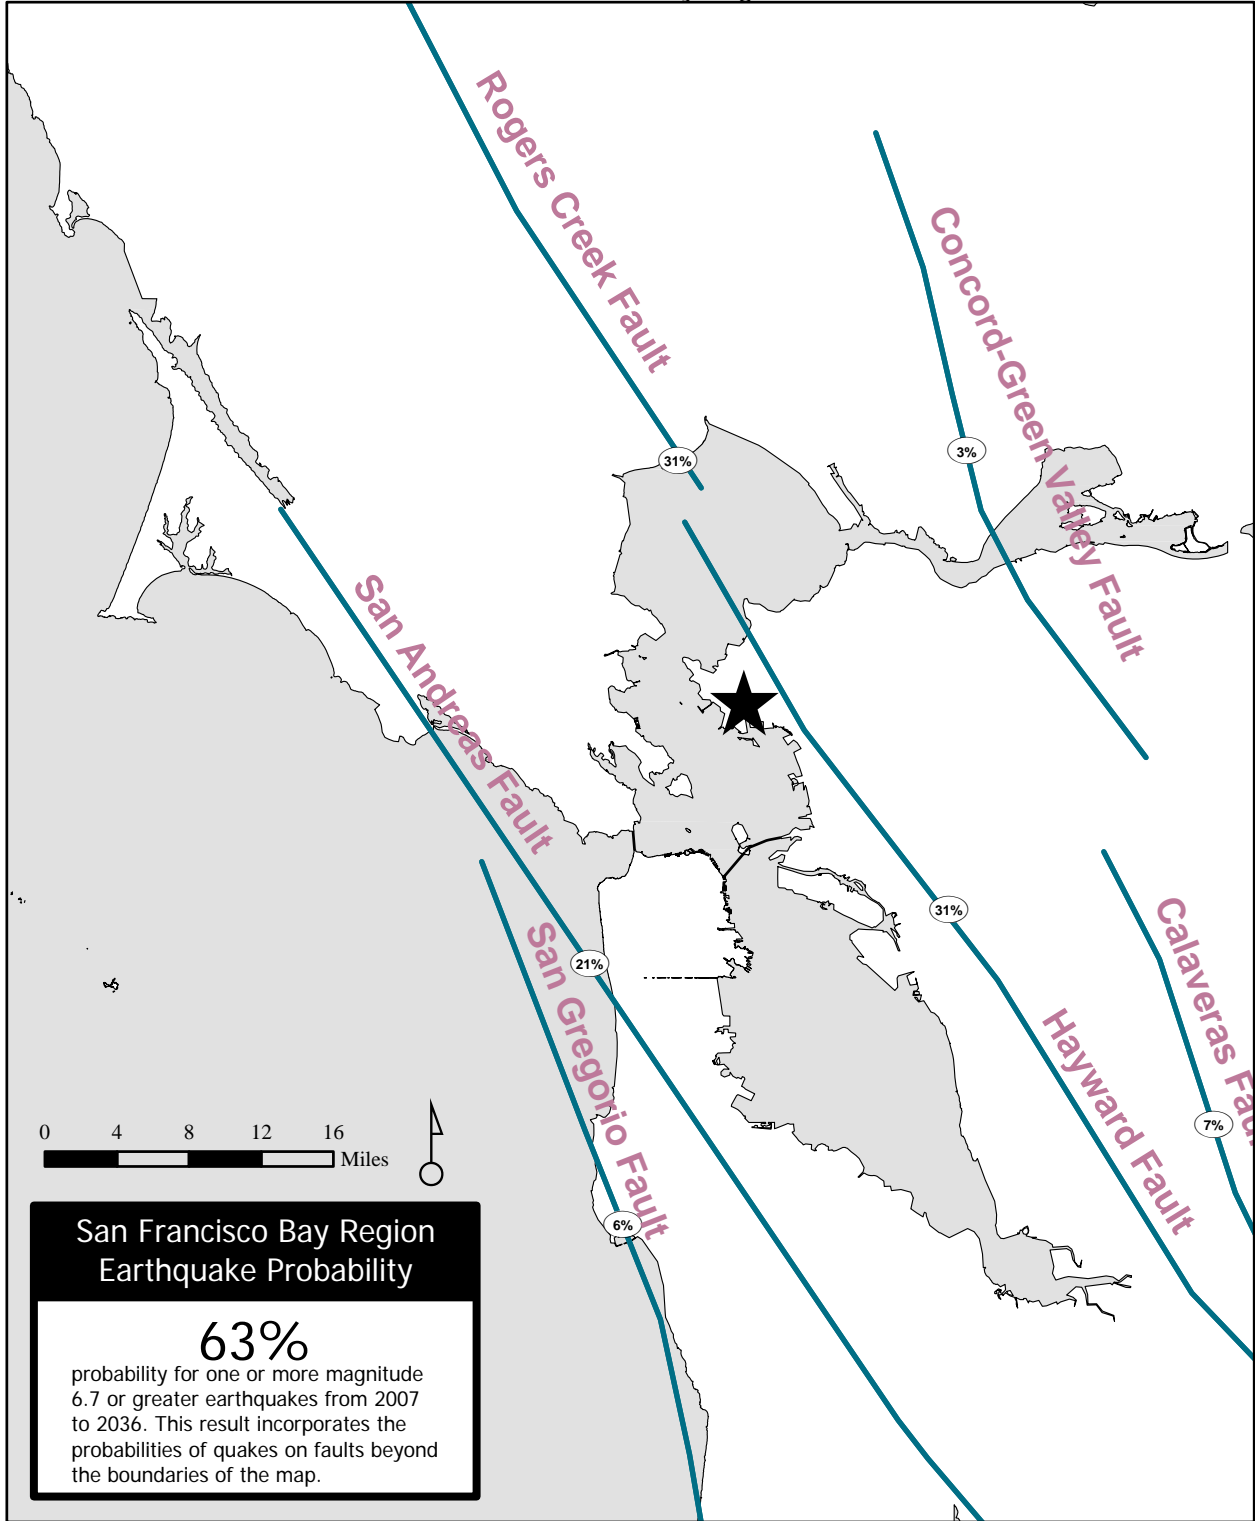 Rogers Creek Fault
Concord-Green Valley Fault
31%
3%
San Andreas Fault
31%
Calaveras Fau
San Gregorio Fault
21%
Hayward Fault
7%
6%
0 4 8 12 16
Miles
San Francisco Bay Region
Earthquake Probability
63%
probability for one or more magnitude
6.7 or greater earthquakes from 2007
to 2036. This result incorporates the
probabilities of quakes on faults beyond
the boundaries of the map.